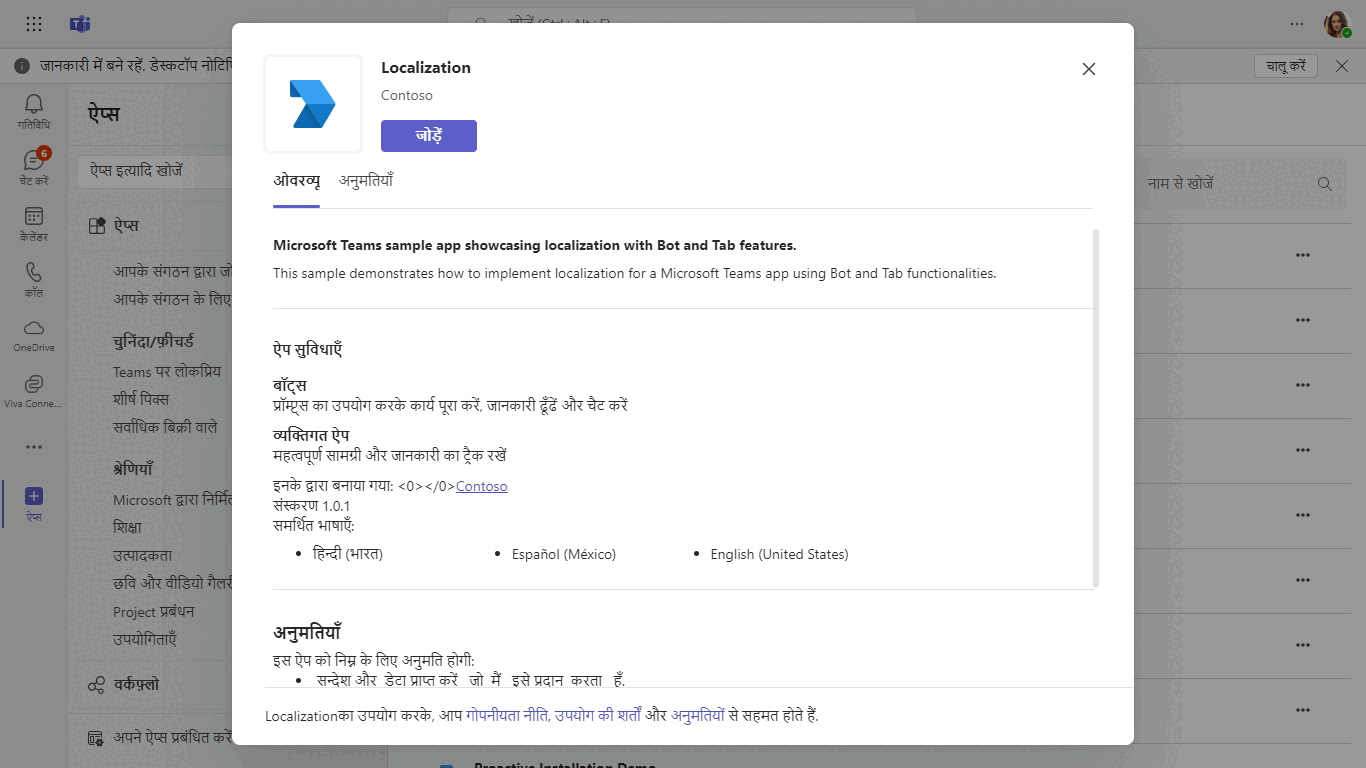 खोजें (Ctrl+Alt+E)
जानकारी में बने रहें. डेस्कटॉप
चालू करें
गतिविधि
6
चैट करें
कैलेंडर
कॉल
OneDrive
Viva Conne...
ऐप्स
ऐप्स
ऐप्स इत्यादि खोजें
ऐप्स
आपके संगठन द्वारा
आपके संगठन के लिए
चुनिंदा/फ़ीचर्ड
Teams पर लोकप्रिय
शीर्ष पिक्स
सर्वाधिक बिक्री वाले
श्रेणियाँ
Microsoft द्वारा
शिक्षा
उत्पादकता
छवि और वीडियो
Project प्रबंधन
उपयोगिताएँ
वर्कफ़्लो
अपने ऐप्स प्रबंधित करें
Localization
Contoso
जोड़ें
ओवरव्यू अनुमतियाँ
Microsoft Teams sample app showcasing localization with Bot and Tab features.
This sample demonstrates how to implement localization for a Microsoft Teams app using Bot and Tab functionalities.
ऐप सुविधाएँ
बॉट्स
प्रॉम्प्ट्स का उपयोग करके कार्य पूरा करें, जानकारी ढूँढें और चैट करें
व्यक्तिगत ऐप
महत्वपूर्ण सामग्री और जानकारी का ट्रैक रखें
इनके द्वारा बनाया गया: <0></0>Contoso
संस्करण 1.0.1
समर्थित भाषाएँ:
• हिन्दी (भारत) • Español (México) • English (United States)
अनुमतियाँ
इस ऐप को निम्न के लिए अनुमति होगी:
• सन्देश और डेटा प्राप्त करें जो मैं इसे प्रदान करता हूँ.
Localizationका उपयोग करके, आप गोपनीयता नीति, उपयोग की शर्तों और अनुमतियों से सहमत होते हैं.
नाम से खोजें
Proactive Installation Demo